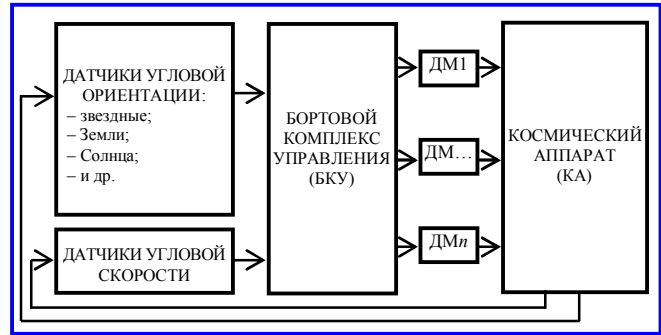 ДАТЧИКИ УГЛОВОЙ
ОРИЕНТАЦИИ:
– звездные;
– Земли;
– Солнца;
– и др.
ДАТЧИКИ УГЛОВОЙ
СКОРОСТИ
БОРТОВОЙ
КОМПЛЕКС
УПРАВЛЕНИЯ
(БКУ)
ДМ1
ДМ…
ДМn
КОСМИЧЕСКИЙ
АППАРАТ
(КА)